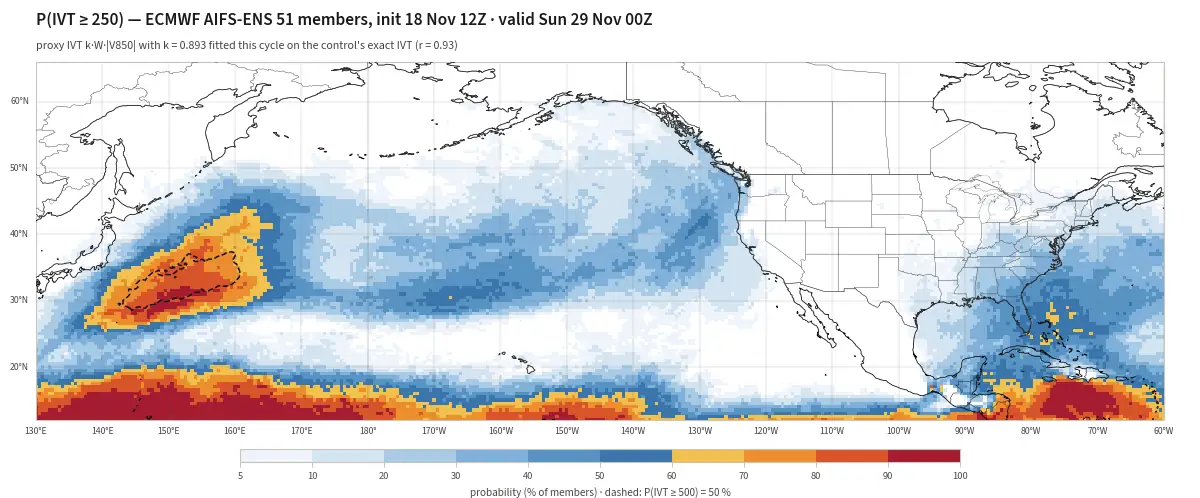 P(IVT ≥ 250) — ECMWF AIFS-ENS 51 members, init 18 Nov 12Z · valid Sun 29 Nov 00Z
proxy IVT k·W·|V850| with k = 0.893 fitted this cycle on the control's exact IVT (r = 0.93)
60°N
50°N
40°N
30°N
20°N
130°E 140°E 150°E 160°E 170°E 180° 170°W 160°W 150°W 140°W 130°W 120°W 110°W 100°W 90°W 80°W 70°W 60°W
5 10 20 30 40 50 60 70 80 90 100
probability (% of members) · dashed: P(IVT ≥ 500) = 50 %